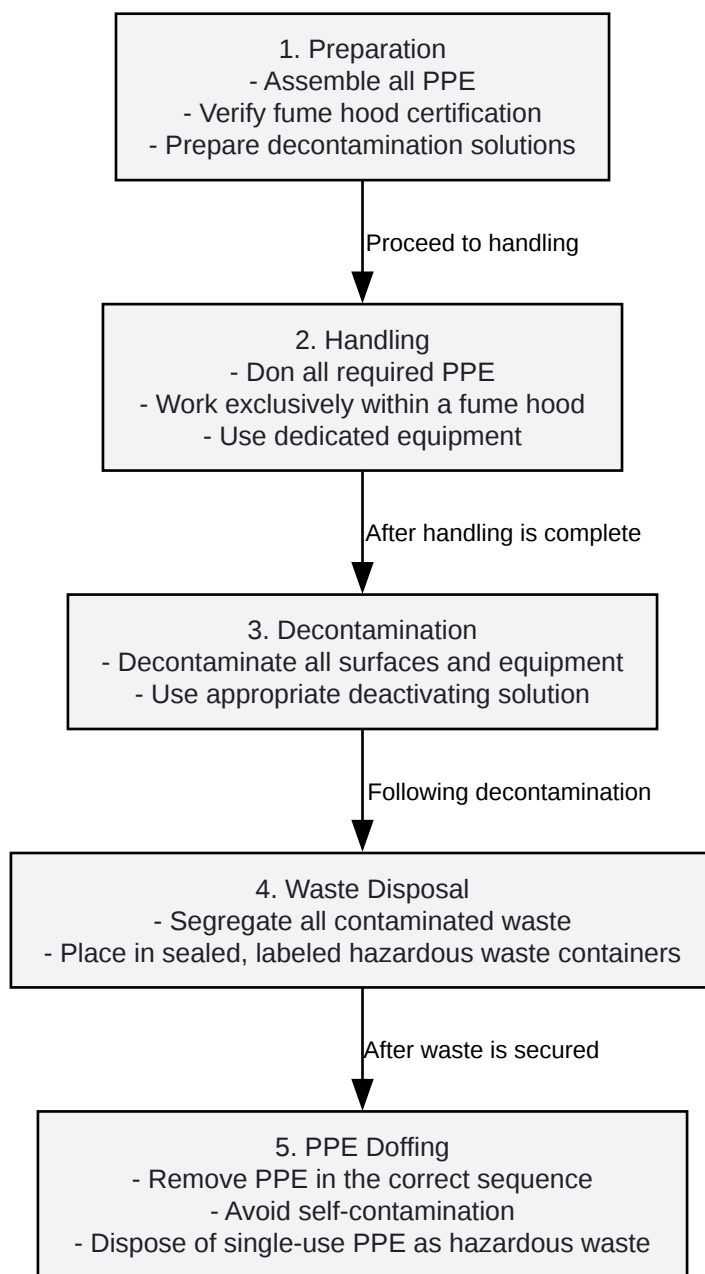 1. Preparation
- Assemble all PPE
- Verify fume hood certification
- Prepare decontamination solutions
Proceed to handling
2. Handling
- Don all required PPE
- Work exclusively within a fume hood
- Use dedicated equipment
After handling is complete
3. Decontamination
- Decontaminate all surfaces and equipment
- Use appropriate deactivating solution
Following decontamination
4. Waste Disposal
- Segregate all contaminated waste
- Place in sealed, labeled hazardous waste containers
After waste is secured
5. PPE Doffing
- Remove PPE in the correct sequence
- Avoid self-contamination
- Dispose of single-use PPE as hazardous waste